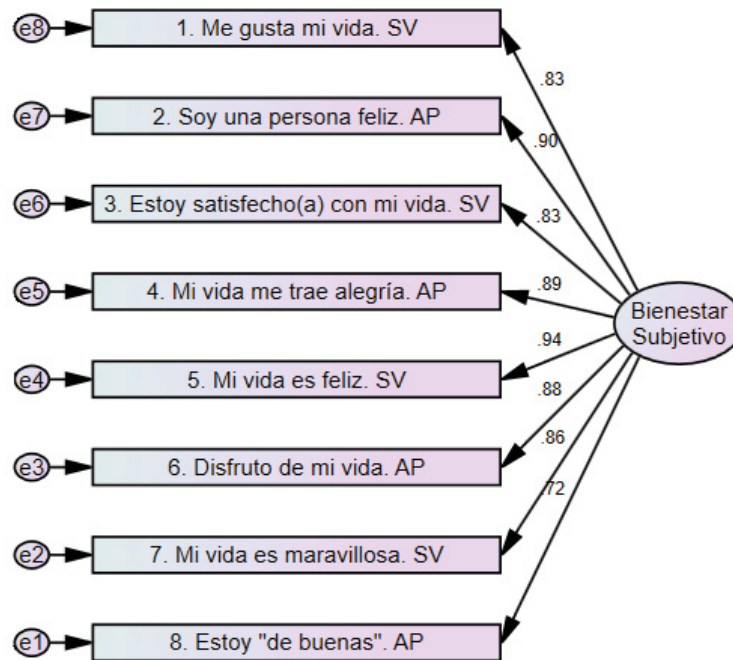 e8
1. Me gusta mi vida. SV
.83
e7
2. Soy una persona feliz. AP
.90
e6
3. Estoy satisfecho(a) con mi vida. SV
.83
e5
4. Mi vida me trae alegría. AP
.89
Bienestar
Subjetivo
e4
5. Mi vida es feliz. SV
.94
e3
6. Disfruto de mi vida. AP
.88
e2
7. Mi vida es maravillosa. SV
.86
e1
8. Estoy "de buenas". AP
.72